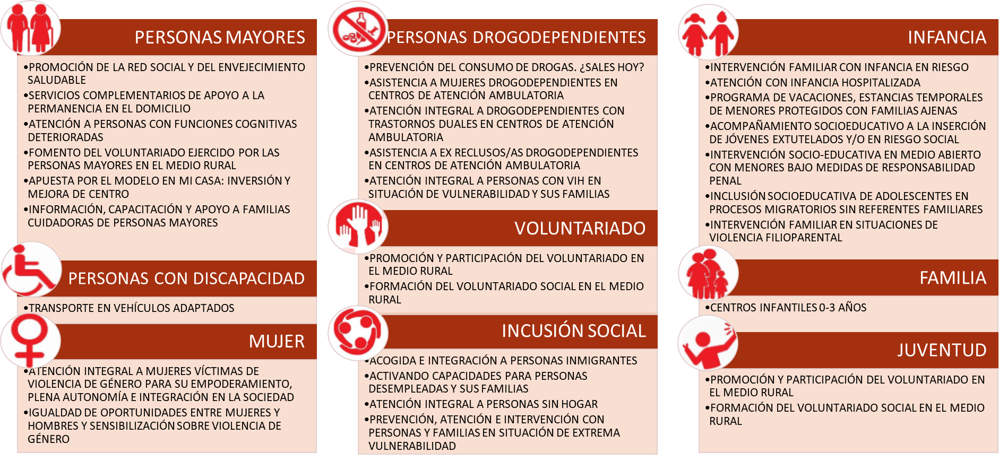 PERSONAS MAYORES
•PROMOCIÓN DE LA RED SOCIAL Y DEL ENVEJECIMIENTO
SALUDABLE
•SERVICIOS COMPLEMENTARIOS DE APOYO A LA
PERMANENCIA EN EL DOMICILIO
•ATENCIÓN A PERSONAS CON FUNCIONES COGNITIVAS
DETERIORADAS
•FOMENTO DEL VOLUNTARIADO EJERCIDO POR LAS
PERSONAS MAYORES EN EL MEDIO RURAL
•APUESTA POR EL MODELO EN MI CASA: INVERSIÓN Y
MEJORA DE CENTRO
•INFORMACIÓN, CAPACITACIÓN Y APOYO A FAMILIAS
CUIDADORAS DE PERSONAS MAYORES
PERSONAS CON DISCAPACIDAD
•TRANSPORTE EN VEHÍCULOS ADAPTADOS
MUJER
•ATENCIÓN INTEGRAL A MUJERES VÍCTIMAS DE
VIOLENCIA DE GÉNERO PARA SU EMPODERAMIENTO,
PLENA AUTONOMÍA E INTEGRACIÓN EN LA SOCIEDAD
•IGUALDAD DE OPORTUNIDADES ENTRE MUJERES Y
HOMBRES Y SENSIBILIZACIÓN SOBRE VIOLENCIA DE
GÉNERO
PERSONAS DROGODEPENDIENTES
•PREVENCIÓN DEL CONSUMO DE DROGAS. ¿SALES HOY?
•ASISTENCIA A MUJERES DROGODEPENDIENTES EN
CENTROS DE ATENCIÓN AMBULATORIA
•ATENCIÓN INTEGRAL A DROGODEPENDIENTES CON
TRASTORNOS DUALES EN CENTROS DE ATENCIÓN
AMBULATORIA
•ASISTENCIA A EX RECLUSOS/AS DROGODEPENDIENTES
EN CENTROS DE ATENCIÓN AMBULATORIA
•ATENCIÓN INTEGRAL A PERSONAS CON VIH EN
SITUACIÓN DE VULNERABILIDAD Y SUS FAMILIAS
VOLUNTARIADO
•PROMOCIÓN Y PARTICIPACIÓN DEL VOLUNTARIADO EN
EL MEDIO RURAL
•FORMACIÓN DEL VOLUNTARIADO SOCIAL EN EL MEDIO
RURAL
INCUSIÓN SOCIAL
•ACOGIDA E INTEGRACIÓN A PERSONAS INMIGRANTES
•ACTIVANDO CAPACIDADES PARA PERSONAS
DESEMPLEADAS Y SUS FAMILIAS
•ATENCIÓN INTEGRAL A PERSONAS SIN HOGAR
•PREVENCIÓN, ATENCIÓN E INTERVENCIÓN CON
PERSONAS Y FAMILIAS EN SITUACIÓN DE EXTREMA
VULNERABILIDAD
INFANCIA
•INTERVENCIÓN FAMILIAR CON INFANCIA EN RIESGO
•ATENCIÓN CON INFANCIA HOSPITALIZADA
•PROGRAMA DE VACACIONES, ESTANCIAS TEMPORALES
DE MENORES PROTEGIDOS CON FAMILIAS AJENAS
•ACOMPAÑAMIENTO SOCIOEDUCATIVO A LA INSERCIÓN
DE JÓVENES EXTUTELADOS Y/O EN RIESGO SOCIAL
•INTERVENCIÓN SOCIO-EDUCATIVA EN MEDIO ABIERTO
CON MENORES BAJO MEDIDAS DE RESPONSABILIDAD
PENAL
•INCLUSIÓN SOCIOEDUCATIVA DE ADOLESCENTES EN
PROCESOS MIGRATORIOS SIN REFERENTES FAMILIARES
•INTERVENCIÓN FAMILIAR EN SITUACIONES DE
VIOLENCIA FILIOPARENTAL
FAMILIA
•CENTROS INFANTILES 0-3 AÑOS
JUVENTUD
•PROMOCIÓN Y PARTICIPACIÓN DEL VOLUNTARIADO EN
EL MEDIO RURAL
•FORMACIÓN DEL VOLUNTARIADO SOCIAL EN EL MEDIO
RURAL